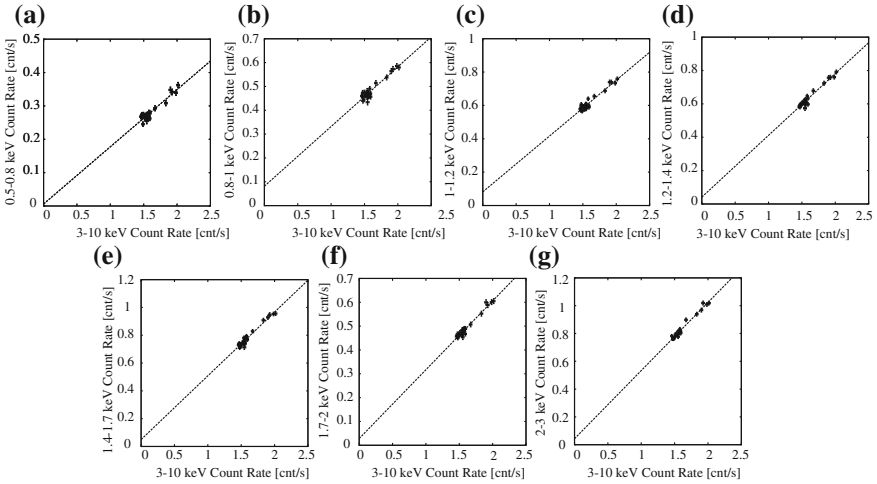 (a)
0.5
0.4
0.3
0.2
0.1
0
0 0.5 1 1.5 2 2.5
0.5-0.8 keV Count Rate [cnt/s]
3-10 keV Count Rate [cnt/s]
(b)
0.7
0.6
0.5
0.4
0.3
0.2
0.1
0
0 0.5 1 1.5 2 2.5
0.8-1 keV Count Rate [cnt/s]
3-10 keV Count Rate [cnt/s]
(c)
1
0.8
0.6
0.4
0.2
0
0 0.5 1 1.5 2 2.5
1-1.2 keV Count Rate [cnt/s]
3-10 keV Count Rate [cnt/s]
(d)
1
0.8
0.6
0.4
0.2
0
0 0.5 1 1.5 2 2.5
1.2-1.4 keV Count Rate [cnt/s]
3-10 keV Count Rate [cnt/s]
(e)
1.2
1
0.8
0.6
0.4
0.2
0
0 0.5 1 1.5 2 2.5
1.4-1.7 keV Count Rate [cnt/s]
3-10 keV Count Rate [cnt/s]
(f)
0.7
0.6
0.5
0.4
0.3
0.2
0.1
0
0 0.5 1 1.5 2 2.5
1.7-2 keV Count Rate [cnt/s]
3-10 keV Count Rate [cnt/s]
(g)
1.2
1
0.8
0.6
0.4
0.2
0
0 0.5 1 1.5 2 2.5
2-3 keV Count Rate [cnt/s]
3-10 keV Count Rate [cnt/s]